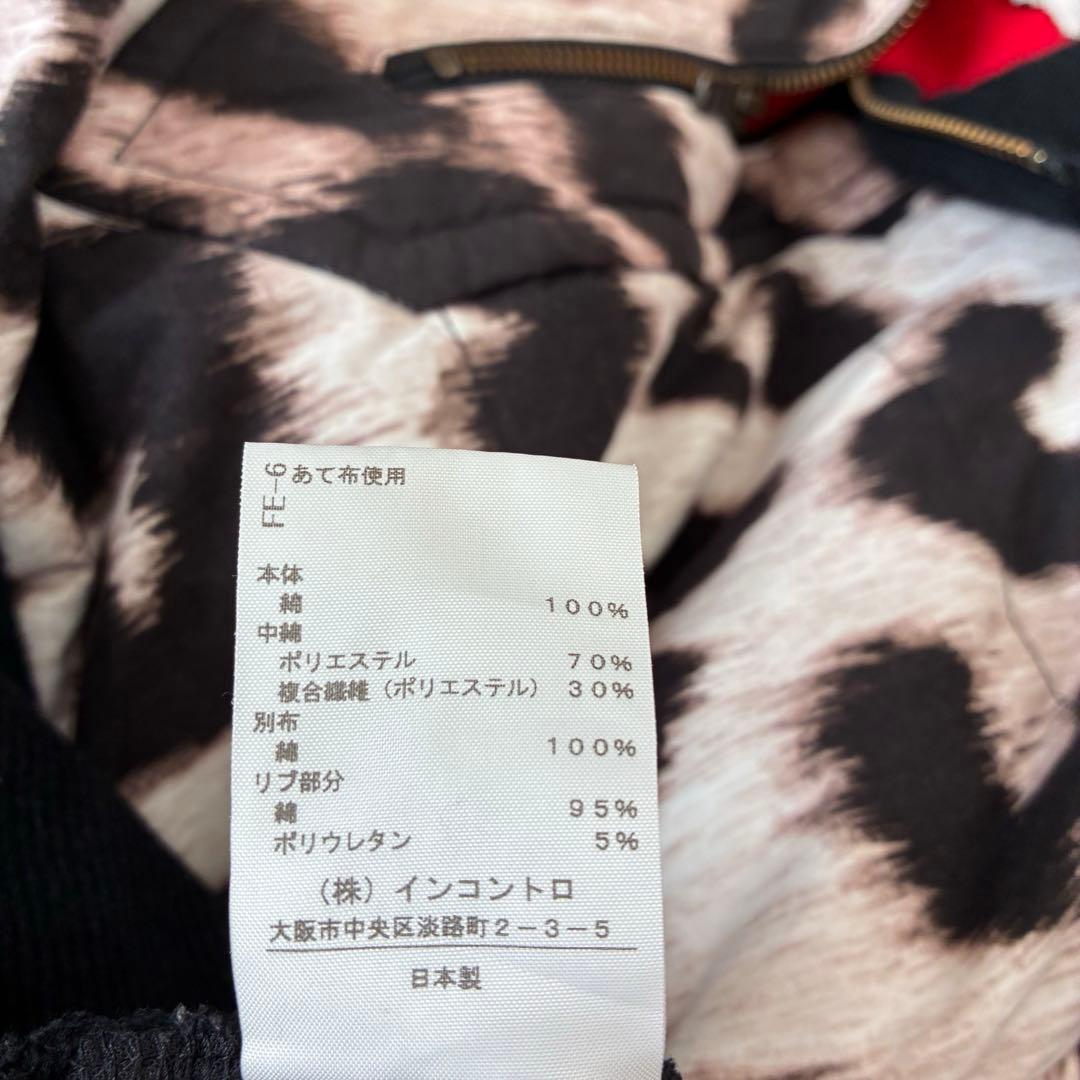 FE-6
あて布使用
本体
綿 100%
中綿
ポリエステル 70%
複合繊維（ポリエステル） 30%
別布
綿 100%
リブ部分
綿 95%
ポリウレタン 5%
（株）インコントロ
大阪市中央区淡路町2-3-5
日本製